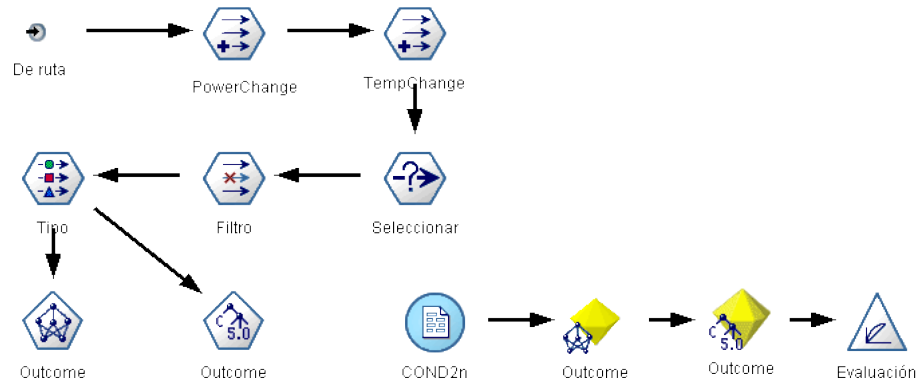 De ruta
PowerChange
TempChange
Tipo
Filtro
Seleccionar
C 5.0
C 5.0
Outcome
Outcome
COND2n
Outcome
Outcome
Evaluación